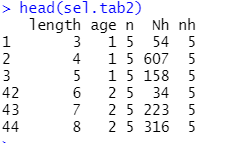 > head(sel.tab2)
length age n Nh nh
1 3 1 5 54 5
2 4 1 5 607 5
3 5 1 5 158 5
42 6 2 5 34 5
43 7 2 5 223 5
44 8 2 5 316 5